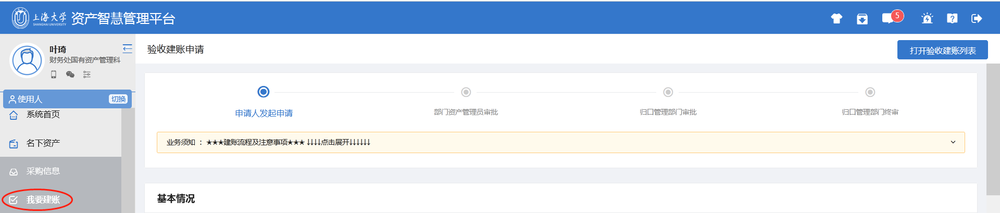 上海大学
SHANGHAI UNIVERSITY
资产智慧管理平台
5
叶琦
财务处国有资产管理科
使用人
切换
系统首页
名下资产
采购信息
我要建账
验收建账申请
打开验收建账列表
申请人发起申请
部门资产管理员审批
归口管理部门审批
归口管理部门终审
业务须知 : ★★★建账流程及注意事项★★★ ↓↓↓↓点击展开↓↓↓↓↓↓
基本情况